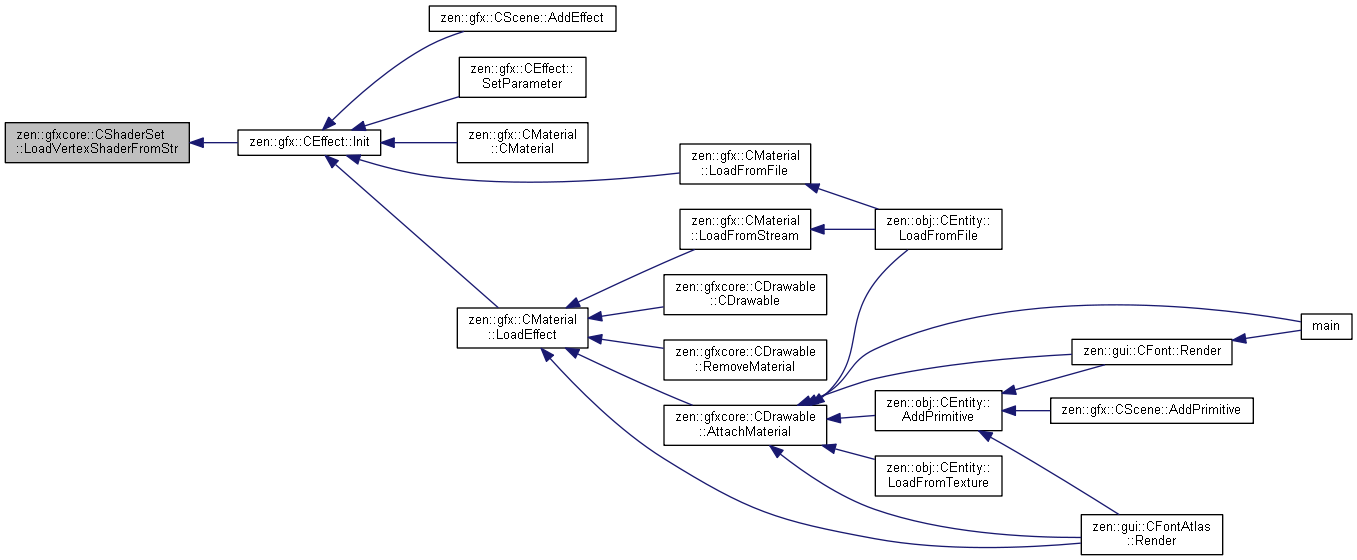 zen::gfx::CScene::AddEffect
zen::gfx::CEffect::
SetParameter
zen::gfxcore::CShaderSet
::LoadVertexShaderFromStr
zen::gfx::CEffect::Init
zen::gfx::CMaterial
::CMaterial
zen::gfx::CMaterial
::LoadFromFile
zen::gfx::CMaterial
::LoadFromStream
zen::obj::CEntity::
LoadFromFile
zen::gfxcore::CDrawable
::CDrawable
zen::gfx::CMaterial
::LoadEffect
main
zen::gfxcore::CDrawable
::RemoveMaterial
zen::gui::CFont::Render
zen::gfxcore::CDrawable
::AttachMaterial
zen::obj::CEntity::
AddPrimitive
zen::gfx::CScene::AddPrimitive
zen::obj::CEntity::
LoadFromTexture
zen::gui::CFontAtlas
::Render